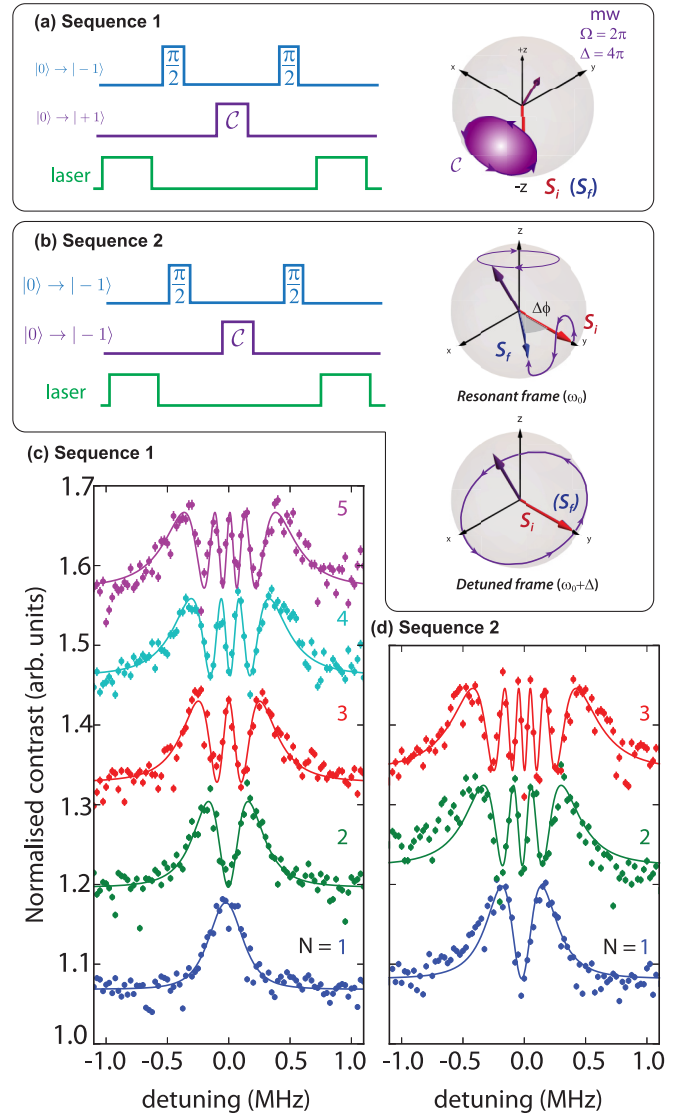 (a) Sequence 1
|0⟩ → |−1⟩
π/2
π/2
|0⟩ → |+1⟩
C
laser
mw
Ω = 2π
Δ = 4π
+z
x
y
C
-z
S_i (S_f)
(b) Sequence 2
|0⟩ → |−1⟩
π/2
π/2
|0⟩ → |−1⟩
C
laser
z
Δϕ
S_i
S_f
x
y
Resonant frame (ω₀)
z
(S_f)
S_i
x
y
Detuned frame (ω₀+Δ)
(c) Sequence 1
Normalised contrast (arb. units)
1.7
1.6
1.5
1.4
1.3
1.2
1.1
1.0
5
4
3
2
N = 1
-1.0 -0.5 0.0 0.5 1.0
detuning (MHz)
(d) Sequence 2
3
2
N = 1
-1.0 -0.5 0.0 0.5 1.0
detuning (MHz)